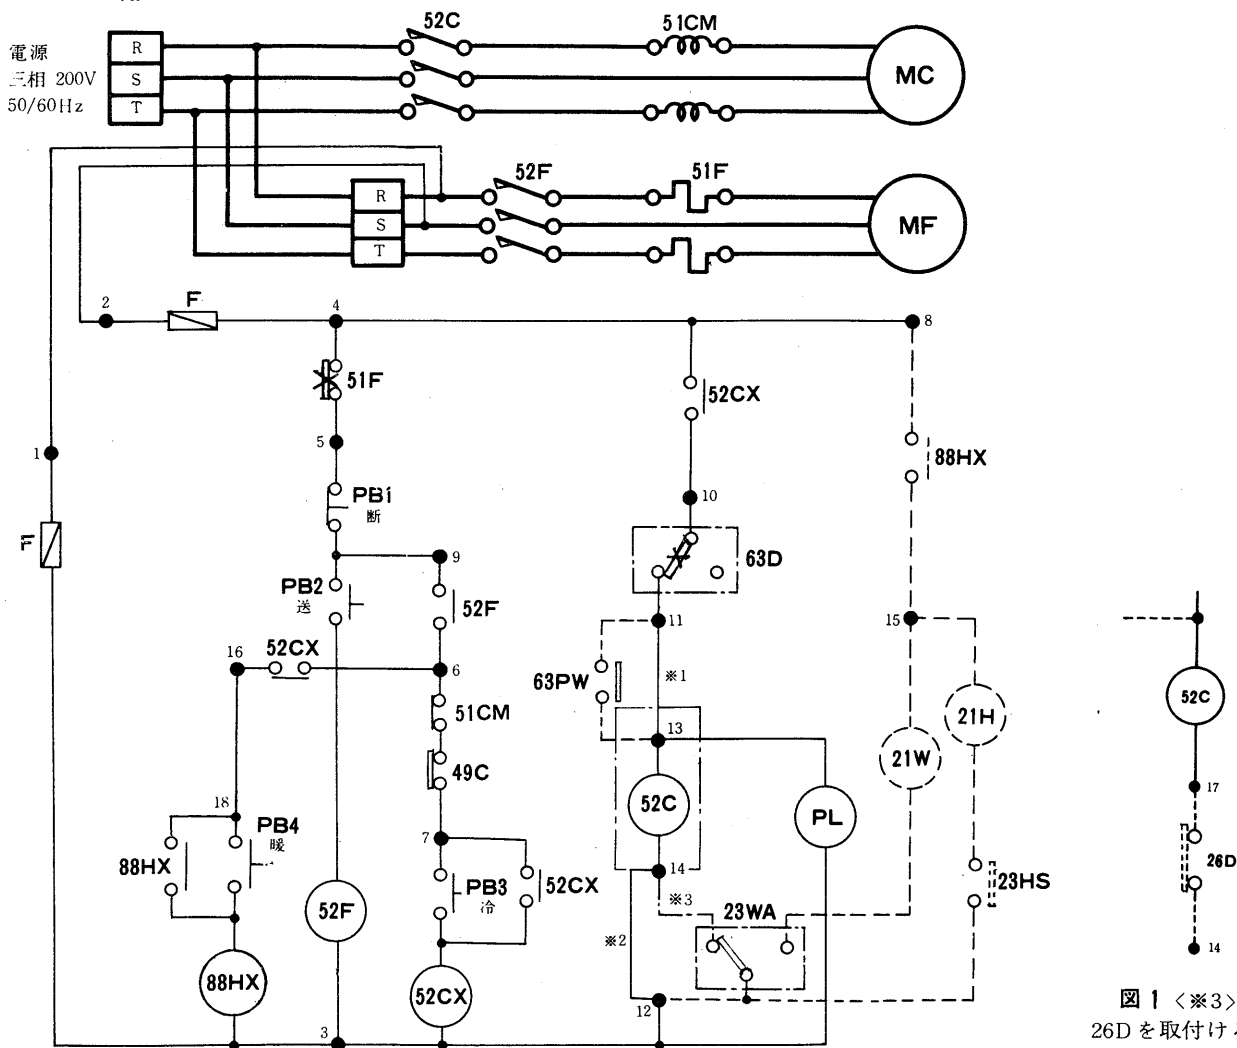 52C
51CM
電源
三相 200V
50/60Hz
R
S
T
MC
52F
51F
R
S
T
MF
2
F
4
8
51F
52CX
5
1
88HX
PB1
断
10
F
9
63D
PB2
送
52F
11
15
16
52CX
6
63PW
※1
51CM
13
21H
52C
49C
21W
17
18
52C
PL
PB4
暖
7
26D
88HX
PB3
冷
52CX
14
23HS
52F
※3
23WA
※2
14
88HX
52CX
12
3
図1〈※3〉
26Dを取付け